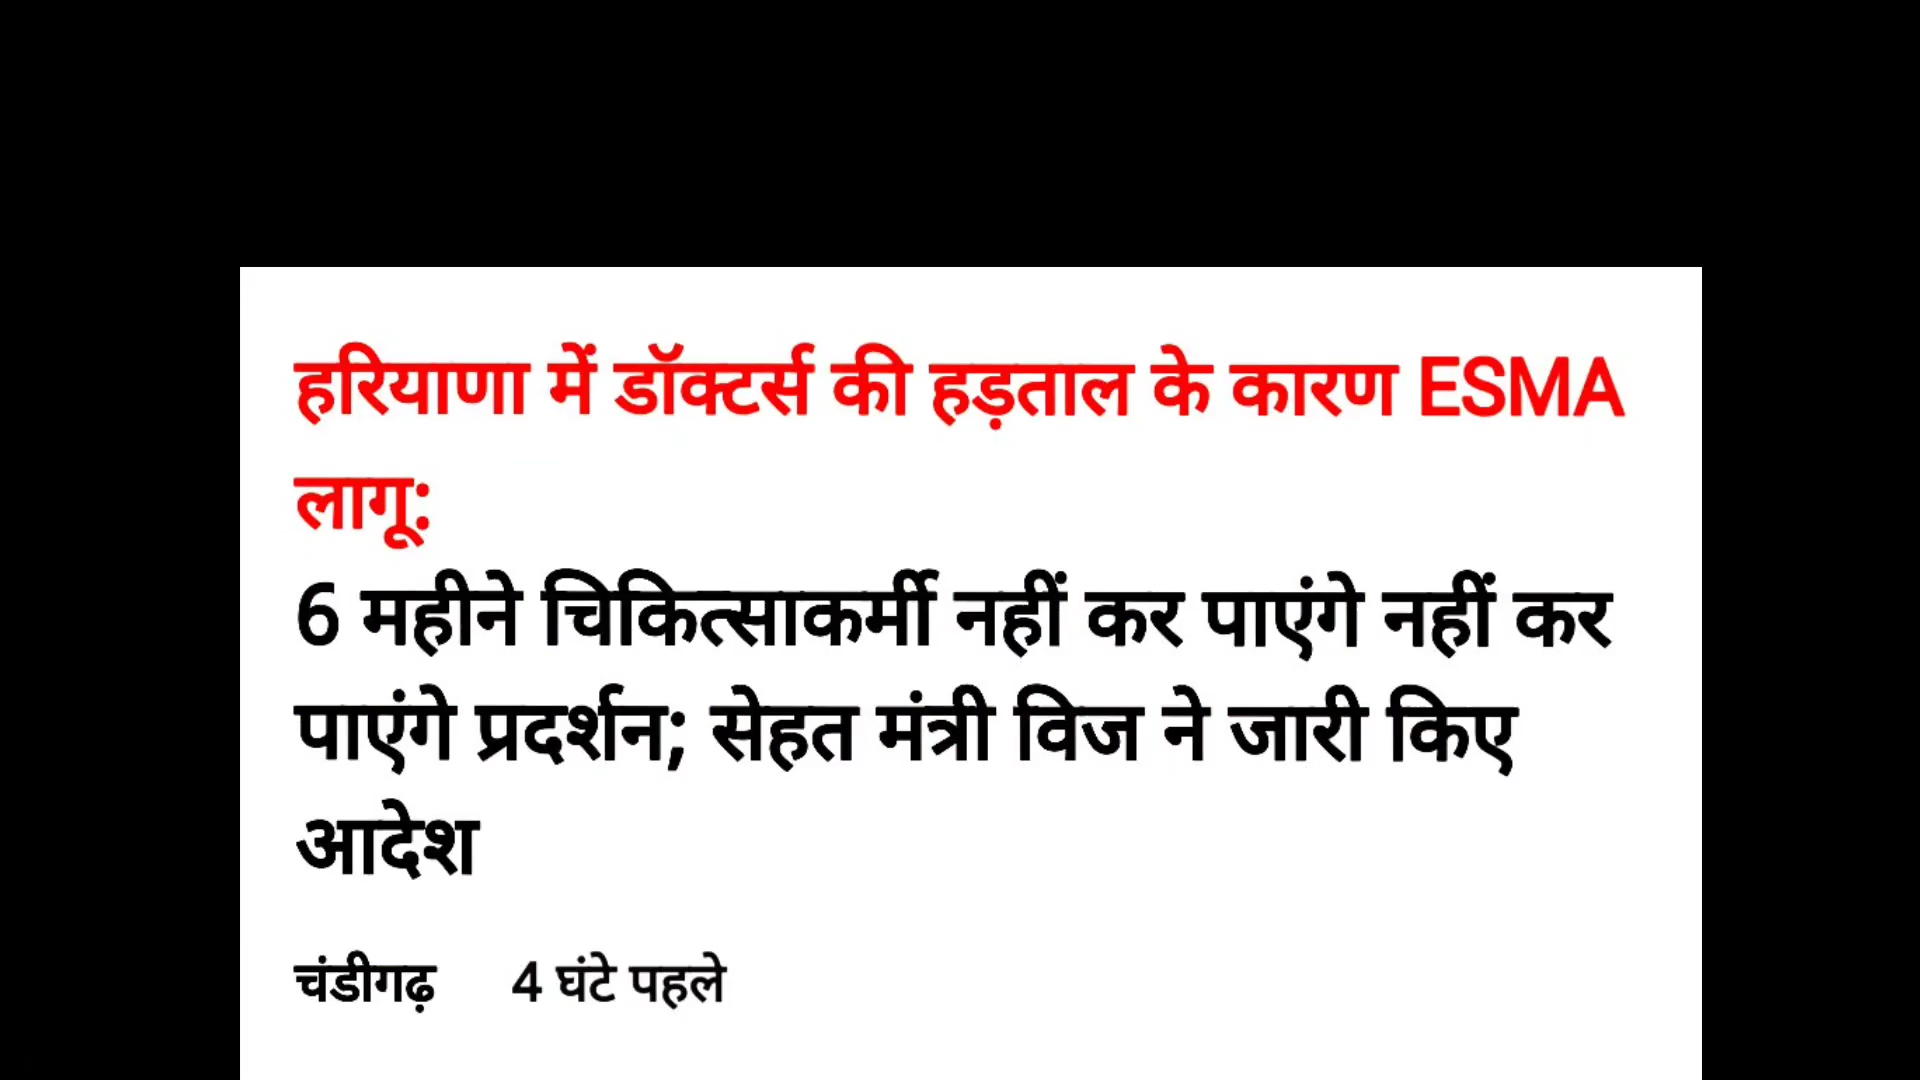 हरियाणा में डॉक्टर्स की हड़ताल के कारण ESMA
लागू:
6 महीने चिकित्साकर्मी नहीं कर पाएंगे नहीं कर
पाएंगे प्रदर्शन; सेहत मंत्री विज ने जारी किए
आदेश
चंडीगढ़ 4 घंटे पहले